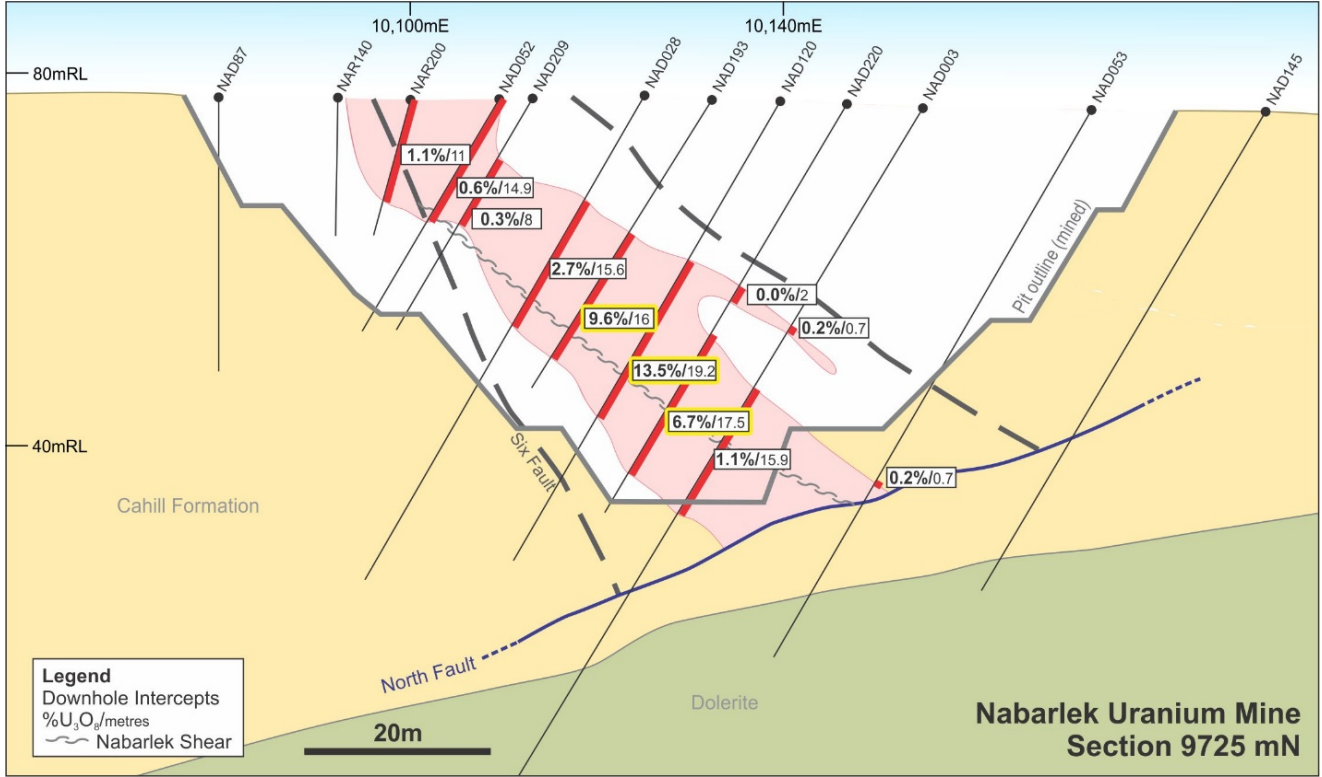 10,100mE
10,140mE
80mRL
40mRL
NAD87
NAR140
NAR200
NAD052
NAD209
NAD028
NAD193
NAD120
NAD220
NAD003
NAD053
NAD145
1.1%/11
0.6%/14.9
0.3%/8
2.7%/15.6
9.6%/16
13.5%/19.2
6.7%/17.5
1.1%/15.9
0.0%/2
0.2%/0.7
0.2%/0.7
Pit outline (mined)
Six Fault
Cahill Formation
North Fault
Dolerite
Legend
Downhole Intercepts
%U₃O₈/metres
Nabarlek Shear
20m
Nabarlek Uranium Mine
Section 9725 mN